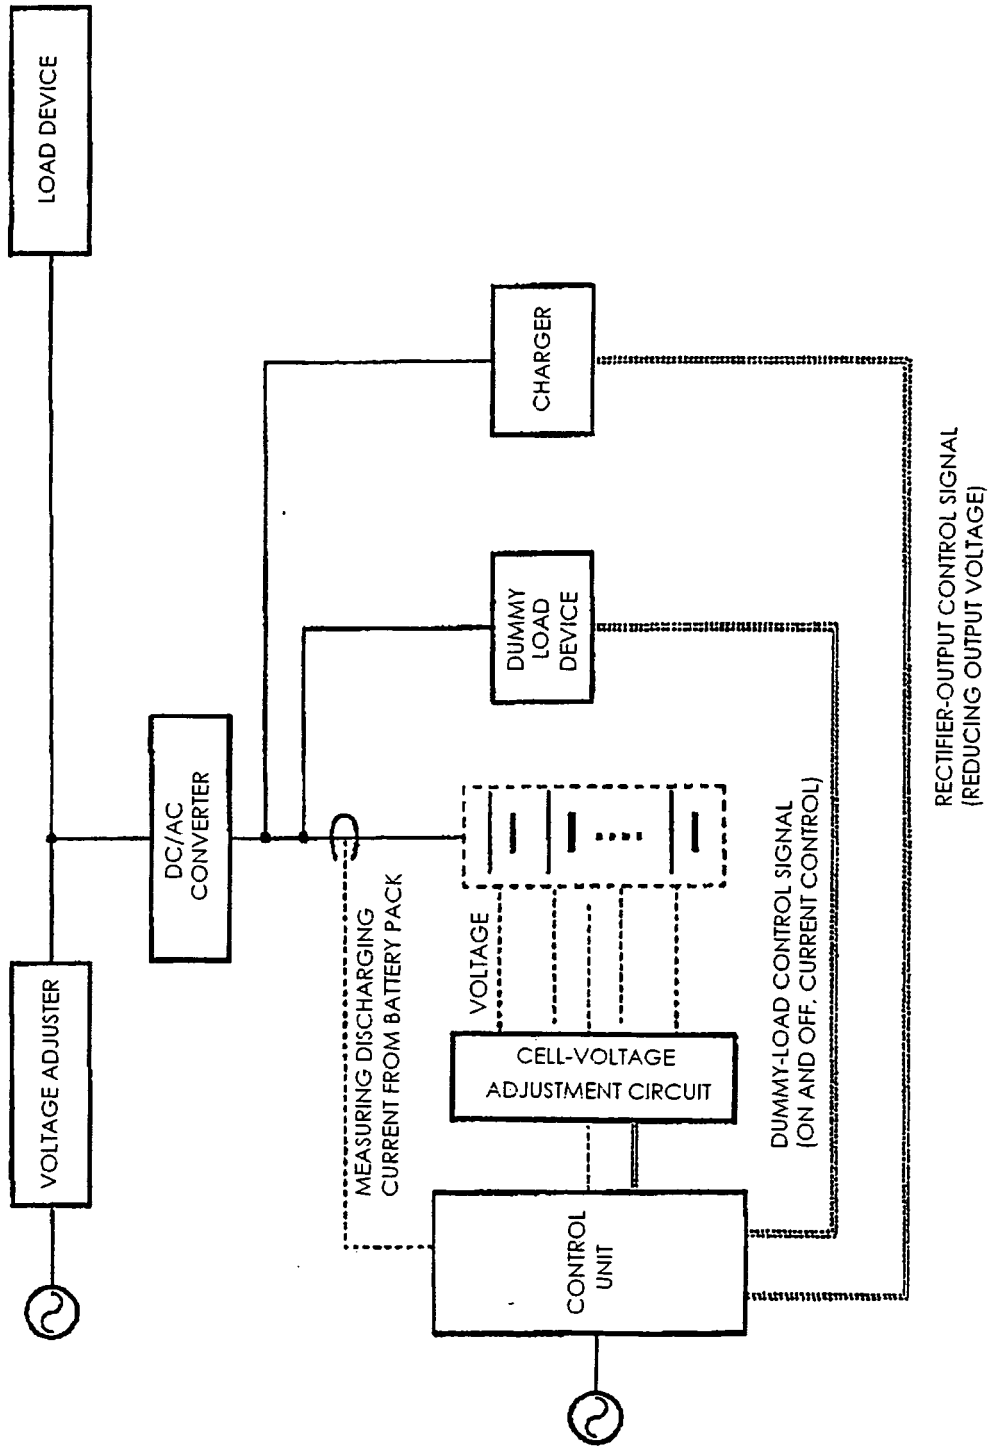 VOLTAGE ADJUSTER
LOAD DEVICE
DC/AC
CONVERTER
MEASURING DISCHARGING
CURRENT FROM BATTERY PACK
VOLTAGE
CONTROL
UNIT
CELL-VOLTAGE
ADJUSTMENT CIRCUIT
DUMMY
LOAD
DEVICE
CHARGER
DUMMY-LOAD CONTROL SIGNAL
(ON AND OFF, CURRENT CONTROL)
RECTIFIER-OUTPUT CONTROL SIGNAL
(REDUCING OUTPUT VOLTAGE)